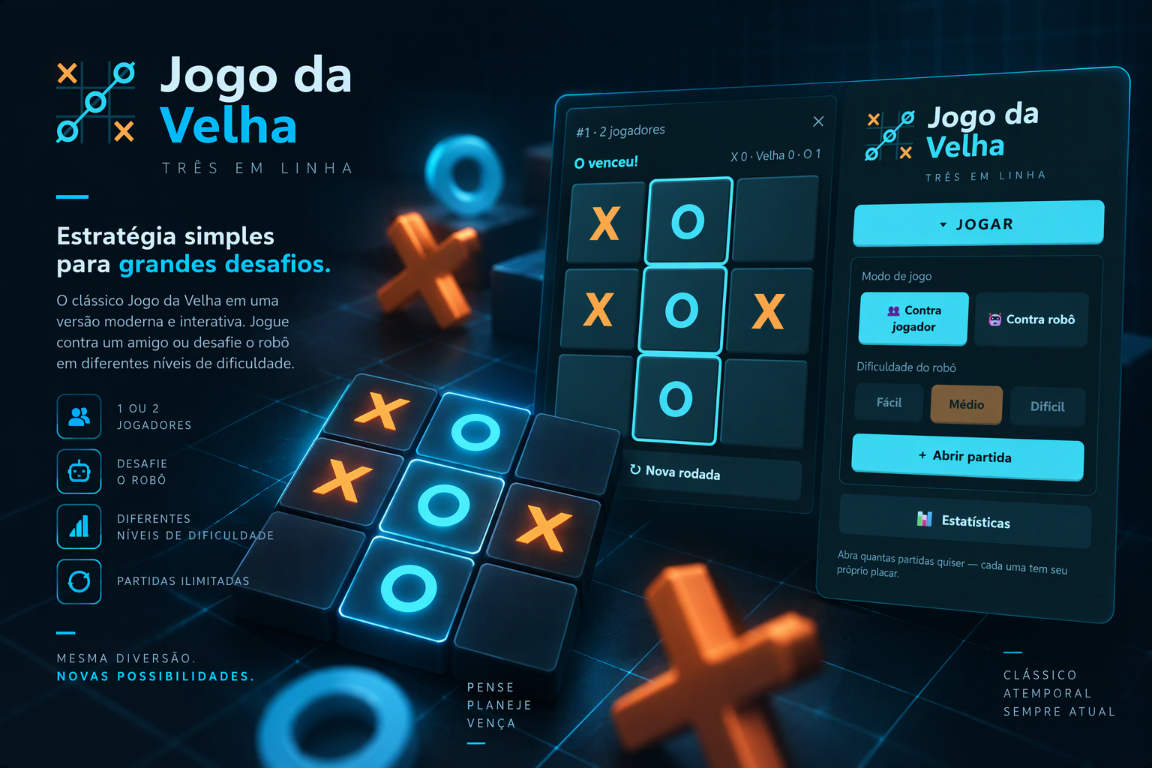 Jogo da
Velha
TRÊS EM LINHA
Estratégia simples
para grandes desafios.
O clássico Jogo da Velha em uma
versão moderna e interativa. Jogue
contra um amigo ou desafie o robô
em diferentes níveis de dificuldade.
1 OU 2
JOGADORES
DESAFIE
O ROBÔ
DIFERENTES
NÍVEIS DE DIFICULDADE
PARTIDAS ILIMITADAS
MESMA DIVERSÃO.
NOVAS POSSIBILIDADES.
X O
X O X
O
PENSE
PLANEJE
VENÇA
#1 · 2 jogadores
O venceu!
X 0 · Velha 0 · O 1
X O
X O X
O
↻ Nova rodada
Jogo da
Velha
TRÊS EM LINHA
JOGAR
Modo de jogo
Contra
jogador
Contra robô
Dificuldade do robô
Fácil
Médio
Difícil
+ Abrir partida
Estatísticas
Abra quantas partidas quiser — cada uma tem seu
próprio placar.
CLÁSSICO
ATEMPORAL
SEMPRE ATUAL